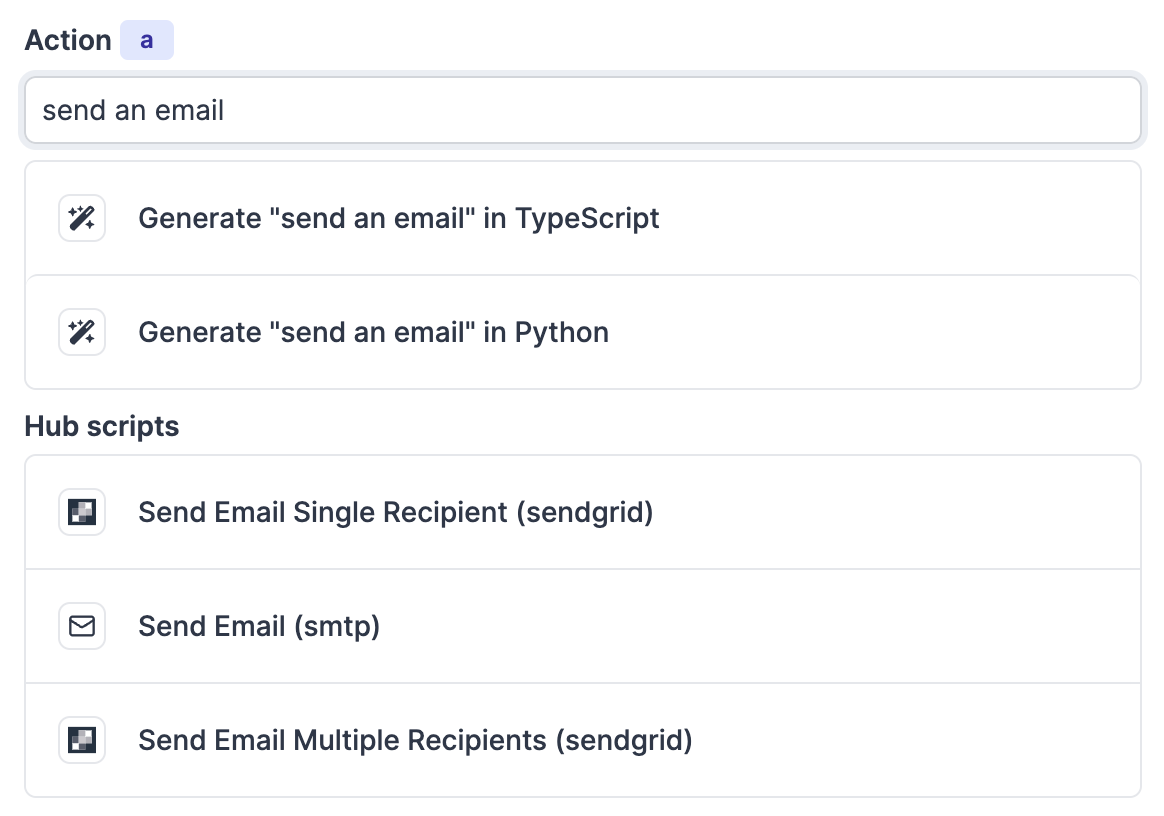 Action a
send an email
Generate "send an email" in TypeScript
Generate "send an email" in Python
Hub scripts
Send Email Single Recipient (sendgrid)
Send Email (smtp)
Send Email Multiple Recipients (sendgrid)